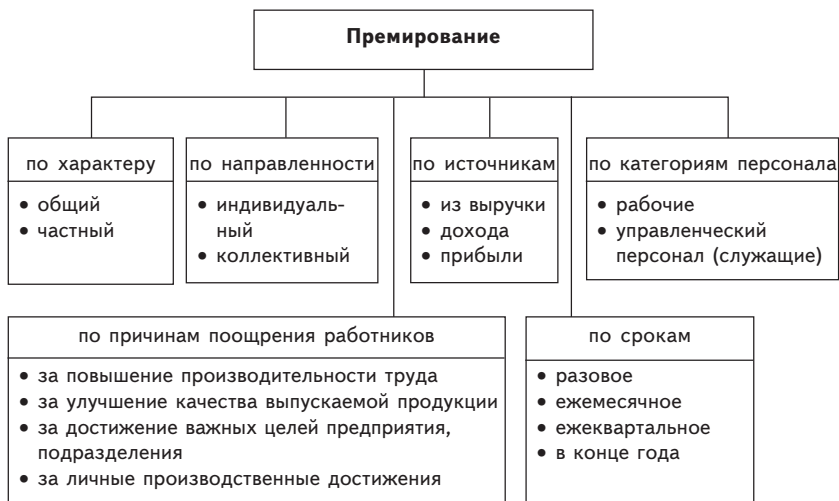 Премирование
по характеру
• общий
• частный
по направленности
• индивидуаль-
ный
• коллективный
по источникам
• из выручки
• дохода
• прибыли
по категориям персонала
• рабочие
• управленческий
персонал (служащие)
по причинам поощрения работников
• за повышение производительности труда
• за улучшение качества выпускаемой продукции
• за достижение важных целей предприятия,
подразделения
• за личные производственные достижения
по срокам
• разовое
• ежемесячное
• ежеквартальное
• в конце года